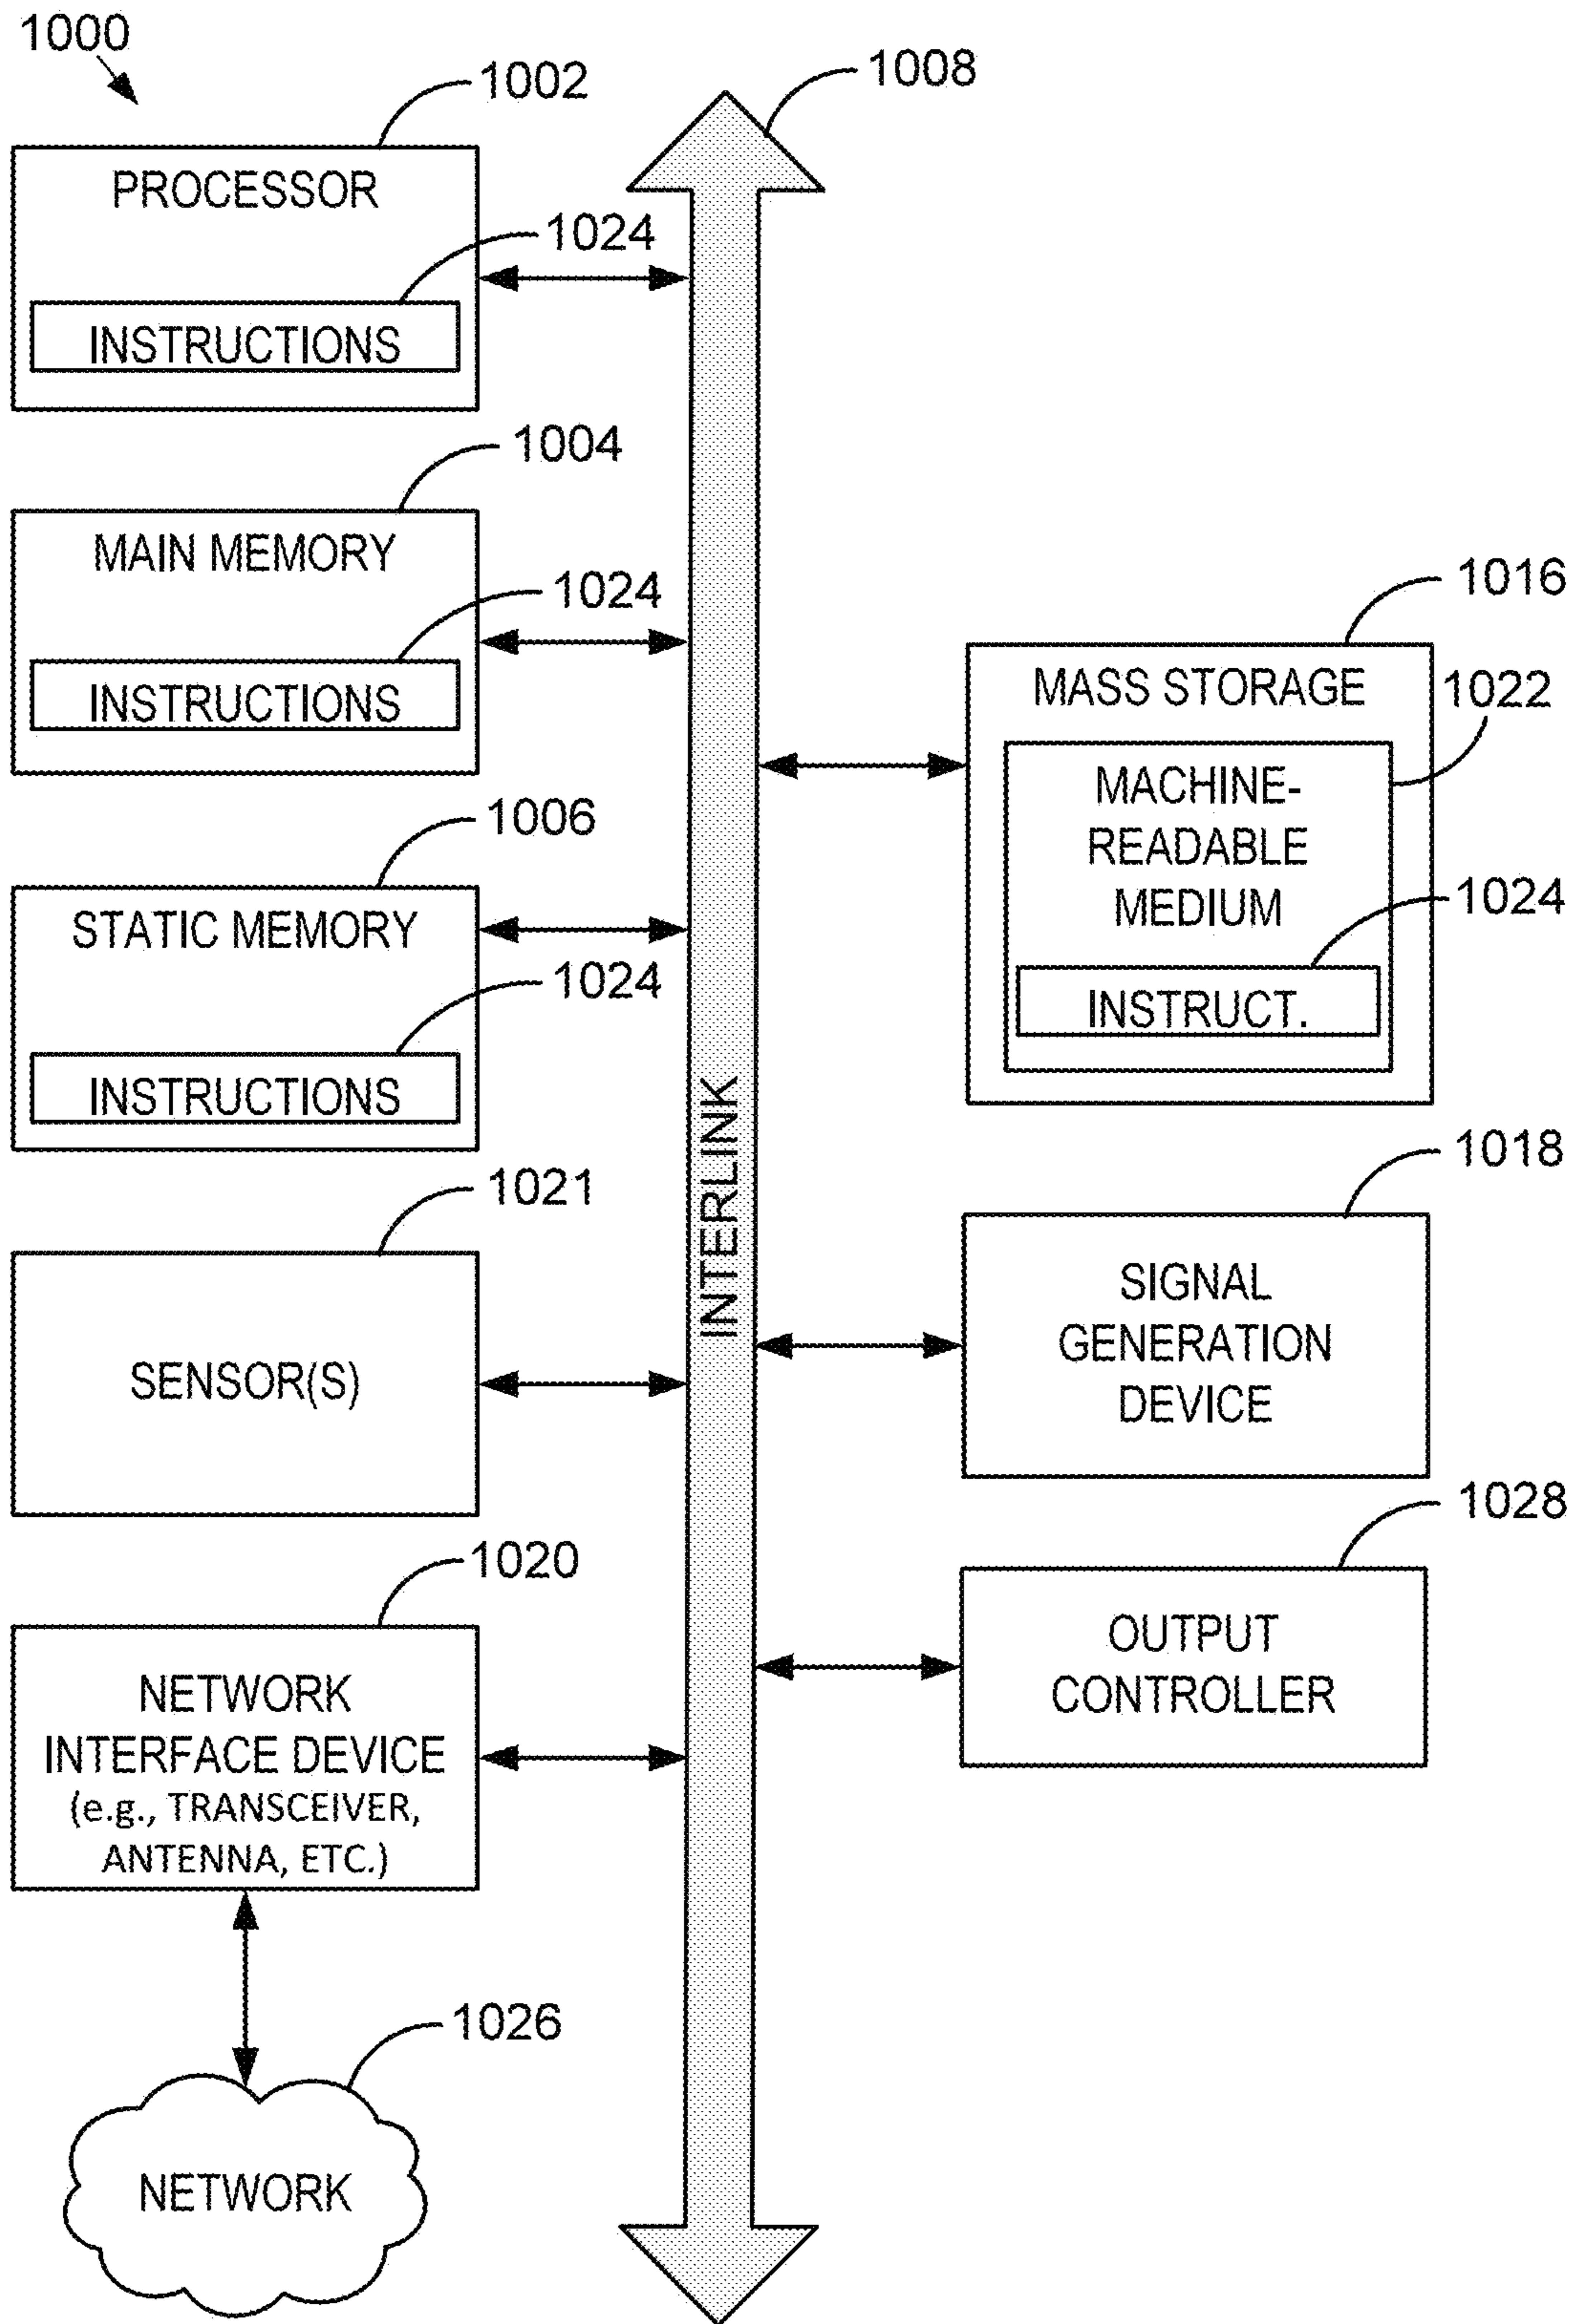 1000
1002
PROCESSOR
1024
INSTRUCTIONS
1004
MAIN MEMORY
1024
INSTRUCTIONS
1006
STATIC MEMORY
1024
INSTRUCTIONS
1021
SENSOR(S)
1020
NETWORK
INTERFACE DEVICE
(e.g., TRANSCEIVER,
ANTENNA, ETC.)
1026
NETWORK
1008
INTERLINK
1016
MASS STORAGE
1022
MACHINE-
READABLE
MEDIUM
1024
INSTRUCT.
1018
SIGNAL
GENERATION
DEVICE
1028
OUTPUT
CONTROLLER